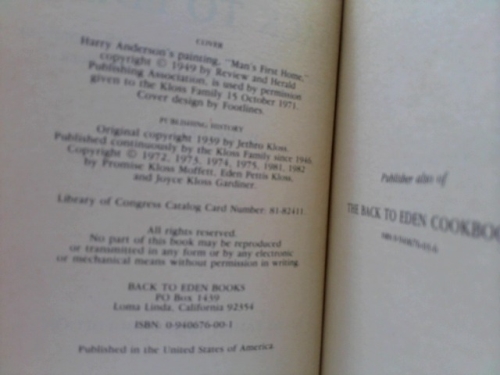 COVER
Harry Anderson's painting, "Man's First Home,"
copyright © 1949 by Review and Herald
Publishing Association, is used by permission
given to the Kloss Family 15 October 1971.
Cover design by Footlines.
PUBLISHING HISTORY
Original copyright 1939 by Jethro Kloss.
Published continuously by the Kloss Family since 1946.
Copyright © 1972, 1973, 1974, 1975, 1981, 1982
by Promise Kloss Moffett, Eden Pettis Kloss,
and Joyce Kloss Gardiner.
Library of Congress Catalog Card Number: 81-82411.
All rights reserved.
No part of this book may be reproduced
or transmitted in any form or by any electronic
or mechanical means without permission in writing.
BACK TO EDEN BOOKS
PO Box 1439
Loma Linda, California 92354
ISBN: 0-940676-00-1
Published in the United States of America
Publisher also of
THE BACK TO EDEN COOKBOO